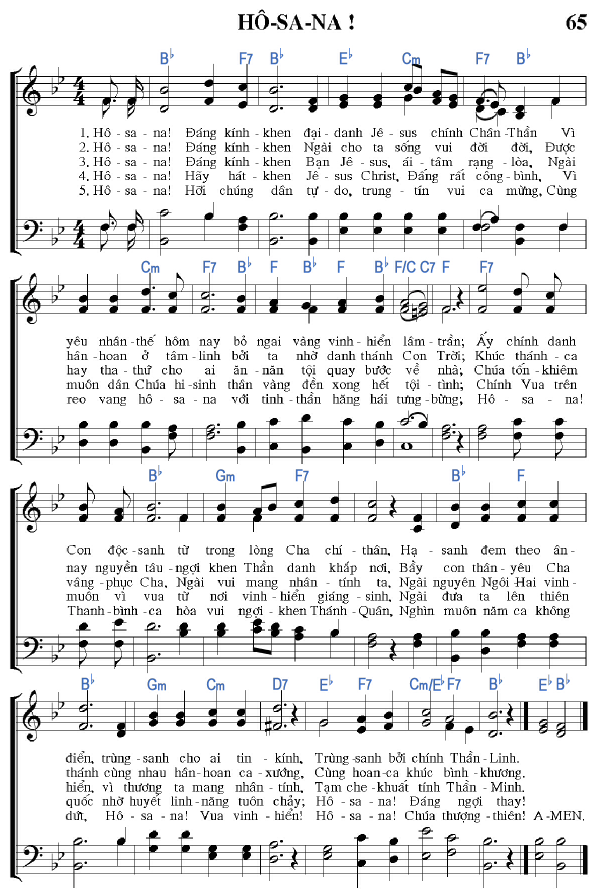 HÔ-SA-NA !
65
B♭ F7 B♭ E♭ Cm F7 B♭
1. Hô-sa-na! Đáng kính-khen đại-danh Jê-sus chính Chân-Thần Vì
2. Hô-sa-na! Đáng kính-khen Ngài cho ta sống vui đời đời, Được
3. Hô-sa-na! Đáng kính-khen Bạn Jê-sus, ái-tâm rạng-lòa, Ngài
4. Hô-sa-na! Hãy hát-khen Jê-sus Christ, Đấng rất công-bình, Vì
5. Hô-sa-na! Hỡi chúng dân tự-do, trung-tín vui ca mừng, Cùng
Cm F7 B♭ F B♭ F B♭ F/C C7 F F7
yêu nhân-thế hôm nay bỏ ngai vàng vinh-hiển lâm-trần; Ấy chính danh
hân-hoan ở tâm-linh bởi ta nhờ danh thánh Con Trời; Khúc thánh-ca
hay tha-thứ cho ai ăn-năn tội quay bước về nhà; Chúa tốn-khiêm
muôn dân Chúa hi-sinh thân vàng đền xong hết tội-tình; Chính Vua trên
reo vang hô-sa-na với tinh-thần hăng hái tưng-bừng; Hô-sa-na!
B♭ Gm F7 B♭ F
Con độc-sanh từ trong lòng Cha chí-thân, Hạ-sanh đem theo ân-
nay nguyền tâu-ngợi khen Thần danh khắp nơi, Bầy con thân-yêu Cha
vâng-phục Cha, Ngài vui mang nhân-tính ta, Ngài nguyên Ngôi Hai vinh-
muôn vì vua từ nơi vinh-hiển giáng-sinh, Ngài đưa ta lên thiên
Thanh-bình-ca hòa vui ngợi-khen Thánh-Quân, Nghìn muôn năm ca không
B♭ Gm Cm D7 E♭ F7 Cm/E♭ F7 B♭ E♭ B♭
điển, trùng-sanh cho ai tin-kính, Trùng-sanh bởi chính Thần-Linh.
thánh cùng nhau hân-hoan ca-xướng, Cùng hoan-ca khúc bình-khương.
hiển, vì thương ta mang nhân-tính, Tạm che-khuất tính Thần-Minh.
quốc nhờ huyết linh-năng tuôn chảy; Hô-sa-na! Đáng ngợi thay!
dứt, Hô-sa-na! Vua vinh-hiển! Hô-sa-na! Chúa thượng-thiên! A-MEN.